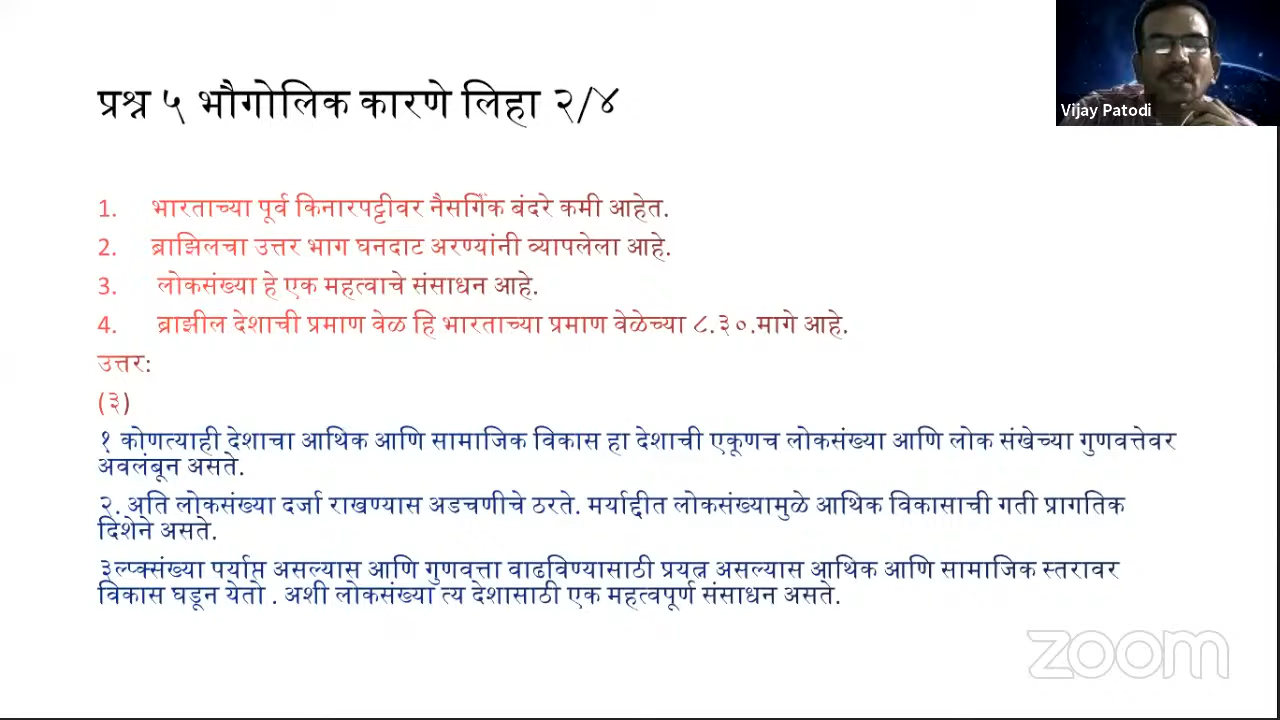 प्रश्न ५ भौगोलिक कारणे लिहा २/४
Vijay Patodi
1. भारताच्या पूर्व किनारपट्टीवर नैसर्गिक बंदरे कमी आहेत.
2. ब्राझिलचा उत्तर भाग घनदाट अरण्यांनी व्यापलेला आहे.
3. लोकसंख्या हे एक महत्वाचे संसाधन आहे.
4. ब्राझील देशाची प्रमाण वेळ हि भारताच्या प्रमाण वेळेच्या ८.३०.मागे आहे.
उत्तर:
(३)
१ कोणत्याही देशाचा आर्थिक आणि सामाजिक विकास हा देशाची एकूणच लोकसंख्या आणि लोक संखेच्या गुणवत्तेवर
अवलंबून असते.
२. अति लोकसंख्या दर्जा राखण्यास अडचणीचे ठरते. मर्याद्दीत लोकसंख्यामुळे आर्थिक विकासाची गती प्रागतिक
दिशेने असते.
३ल्प्क्संख्या पर्याप्त असल्यास आणि गुणवत्ता वाढविण्यासाठी प्रयत्न असल्यास आर्थिक आणि सामाजिक स्तरावर
विकास घडून येतो . अशी लोकसंख्या त्य देशासाठी एक महत्वपूर्ण संसाधन असते.
zoom